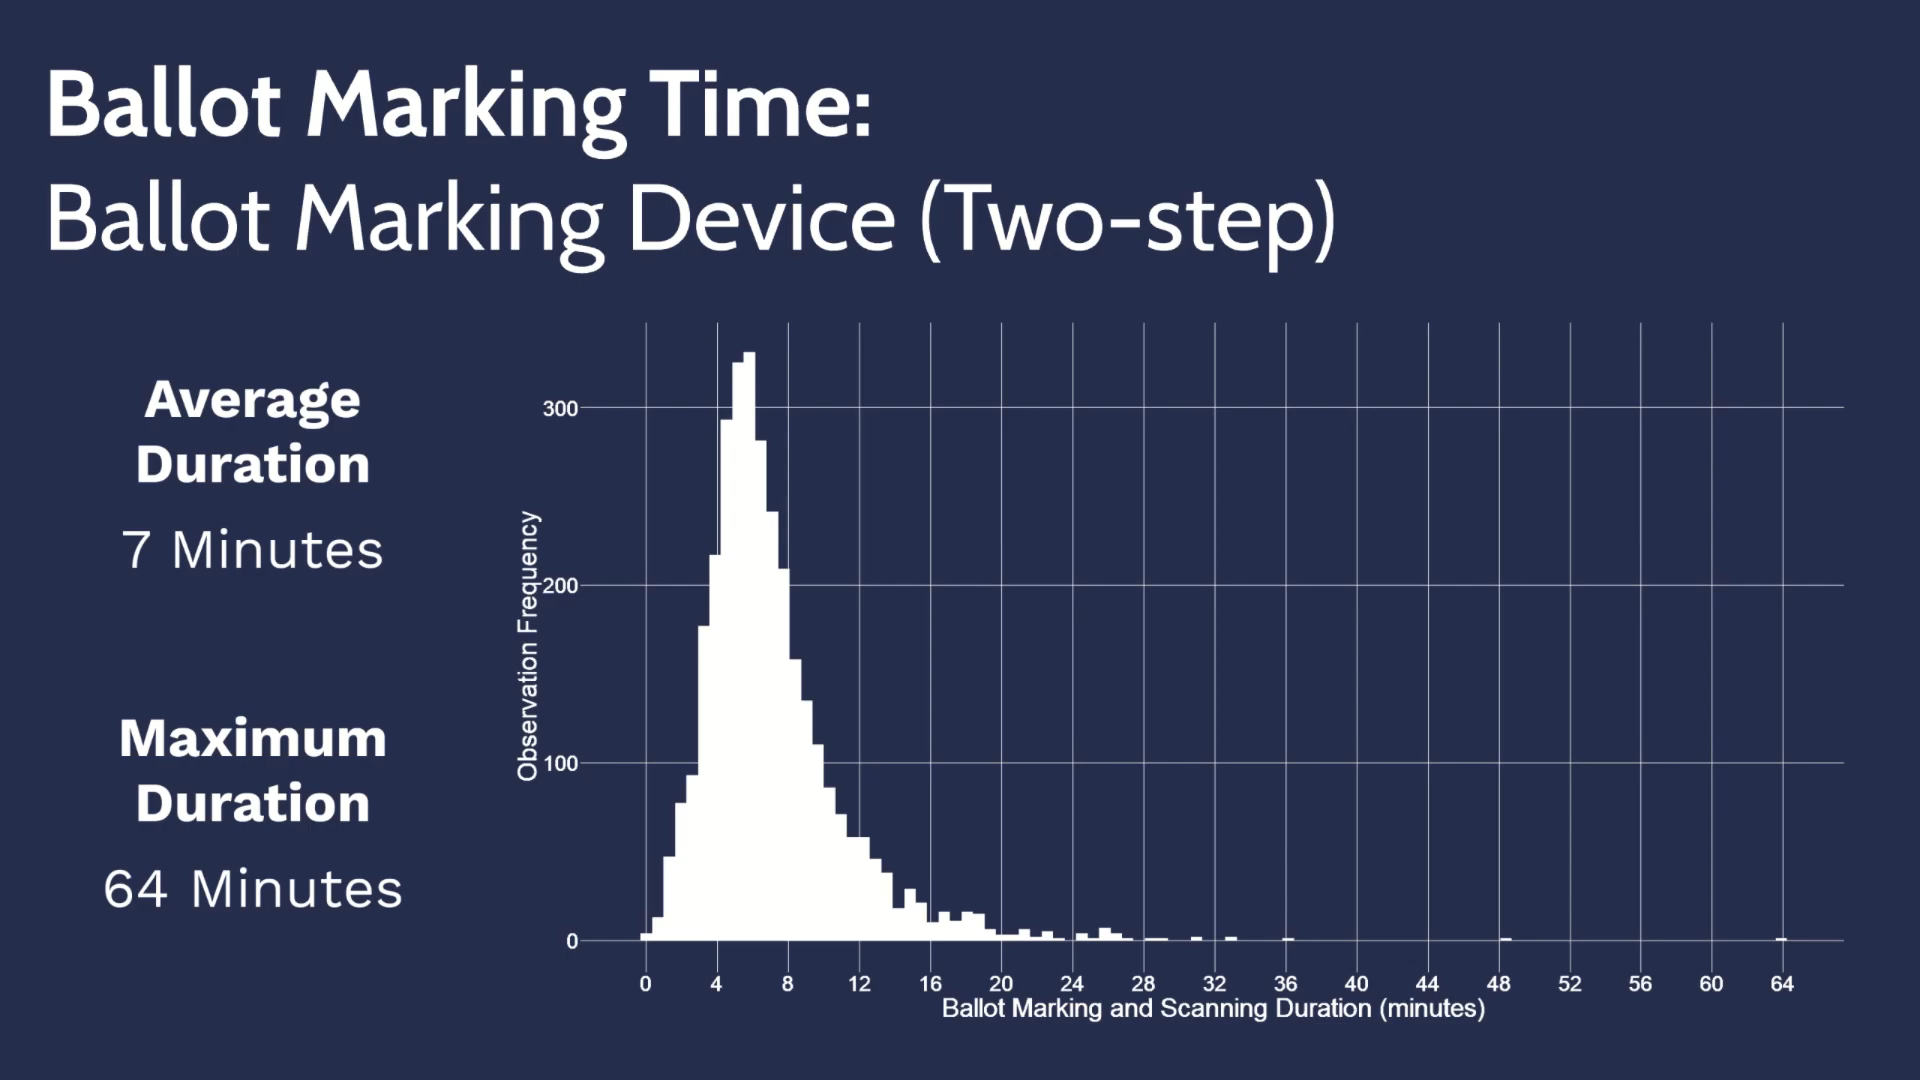 Ballot Marking Time:
Ballot Marking Device (Two-step)
Average
Duration
7 Minutes
Maximum
Duration
64 Minutes
Observation Frequency
300
200
100
0
0 4 8 12 16 20 24 28 32 36 40 44 48 52 56 60 64
Ballot Marking and Scanning Duration (minutes)